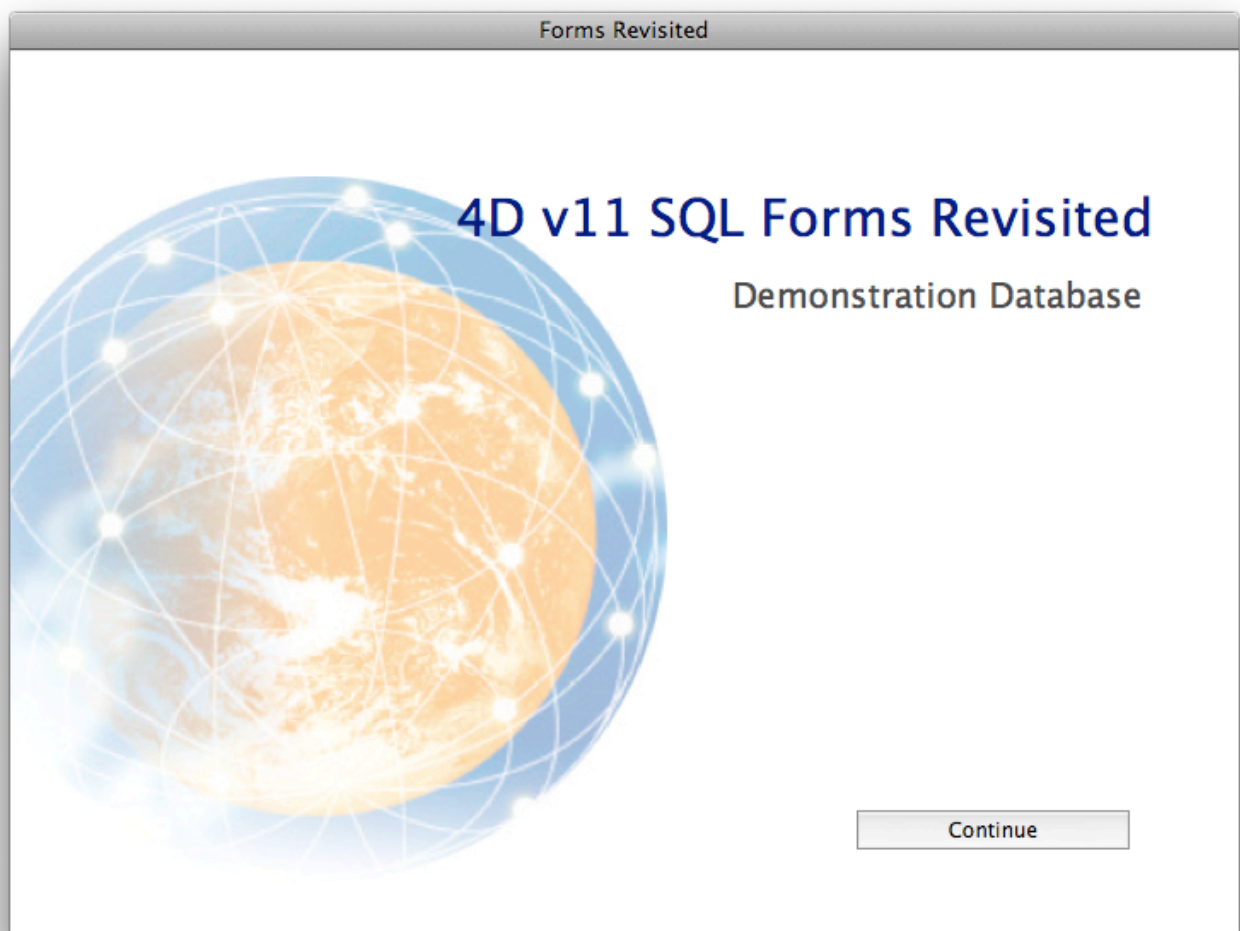 Forms Revisited
4D v11 SQL Forms Revisited
Demonstration Database
Continue